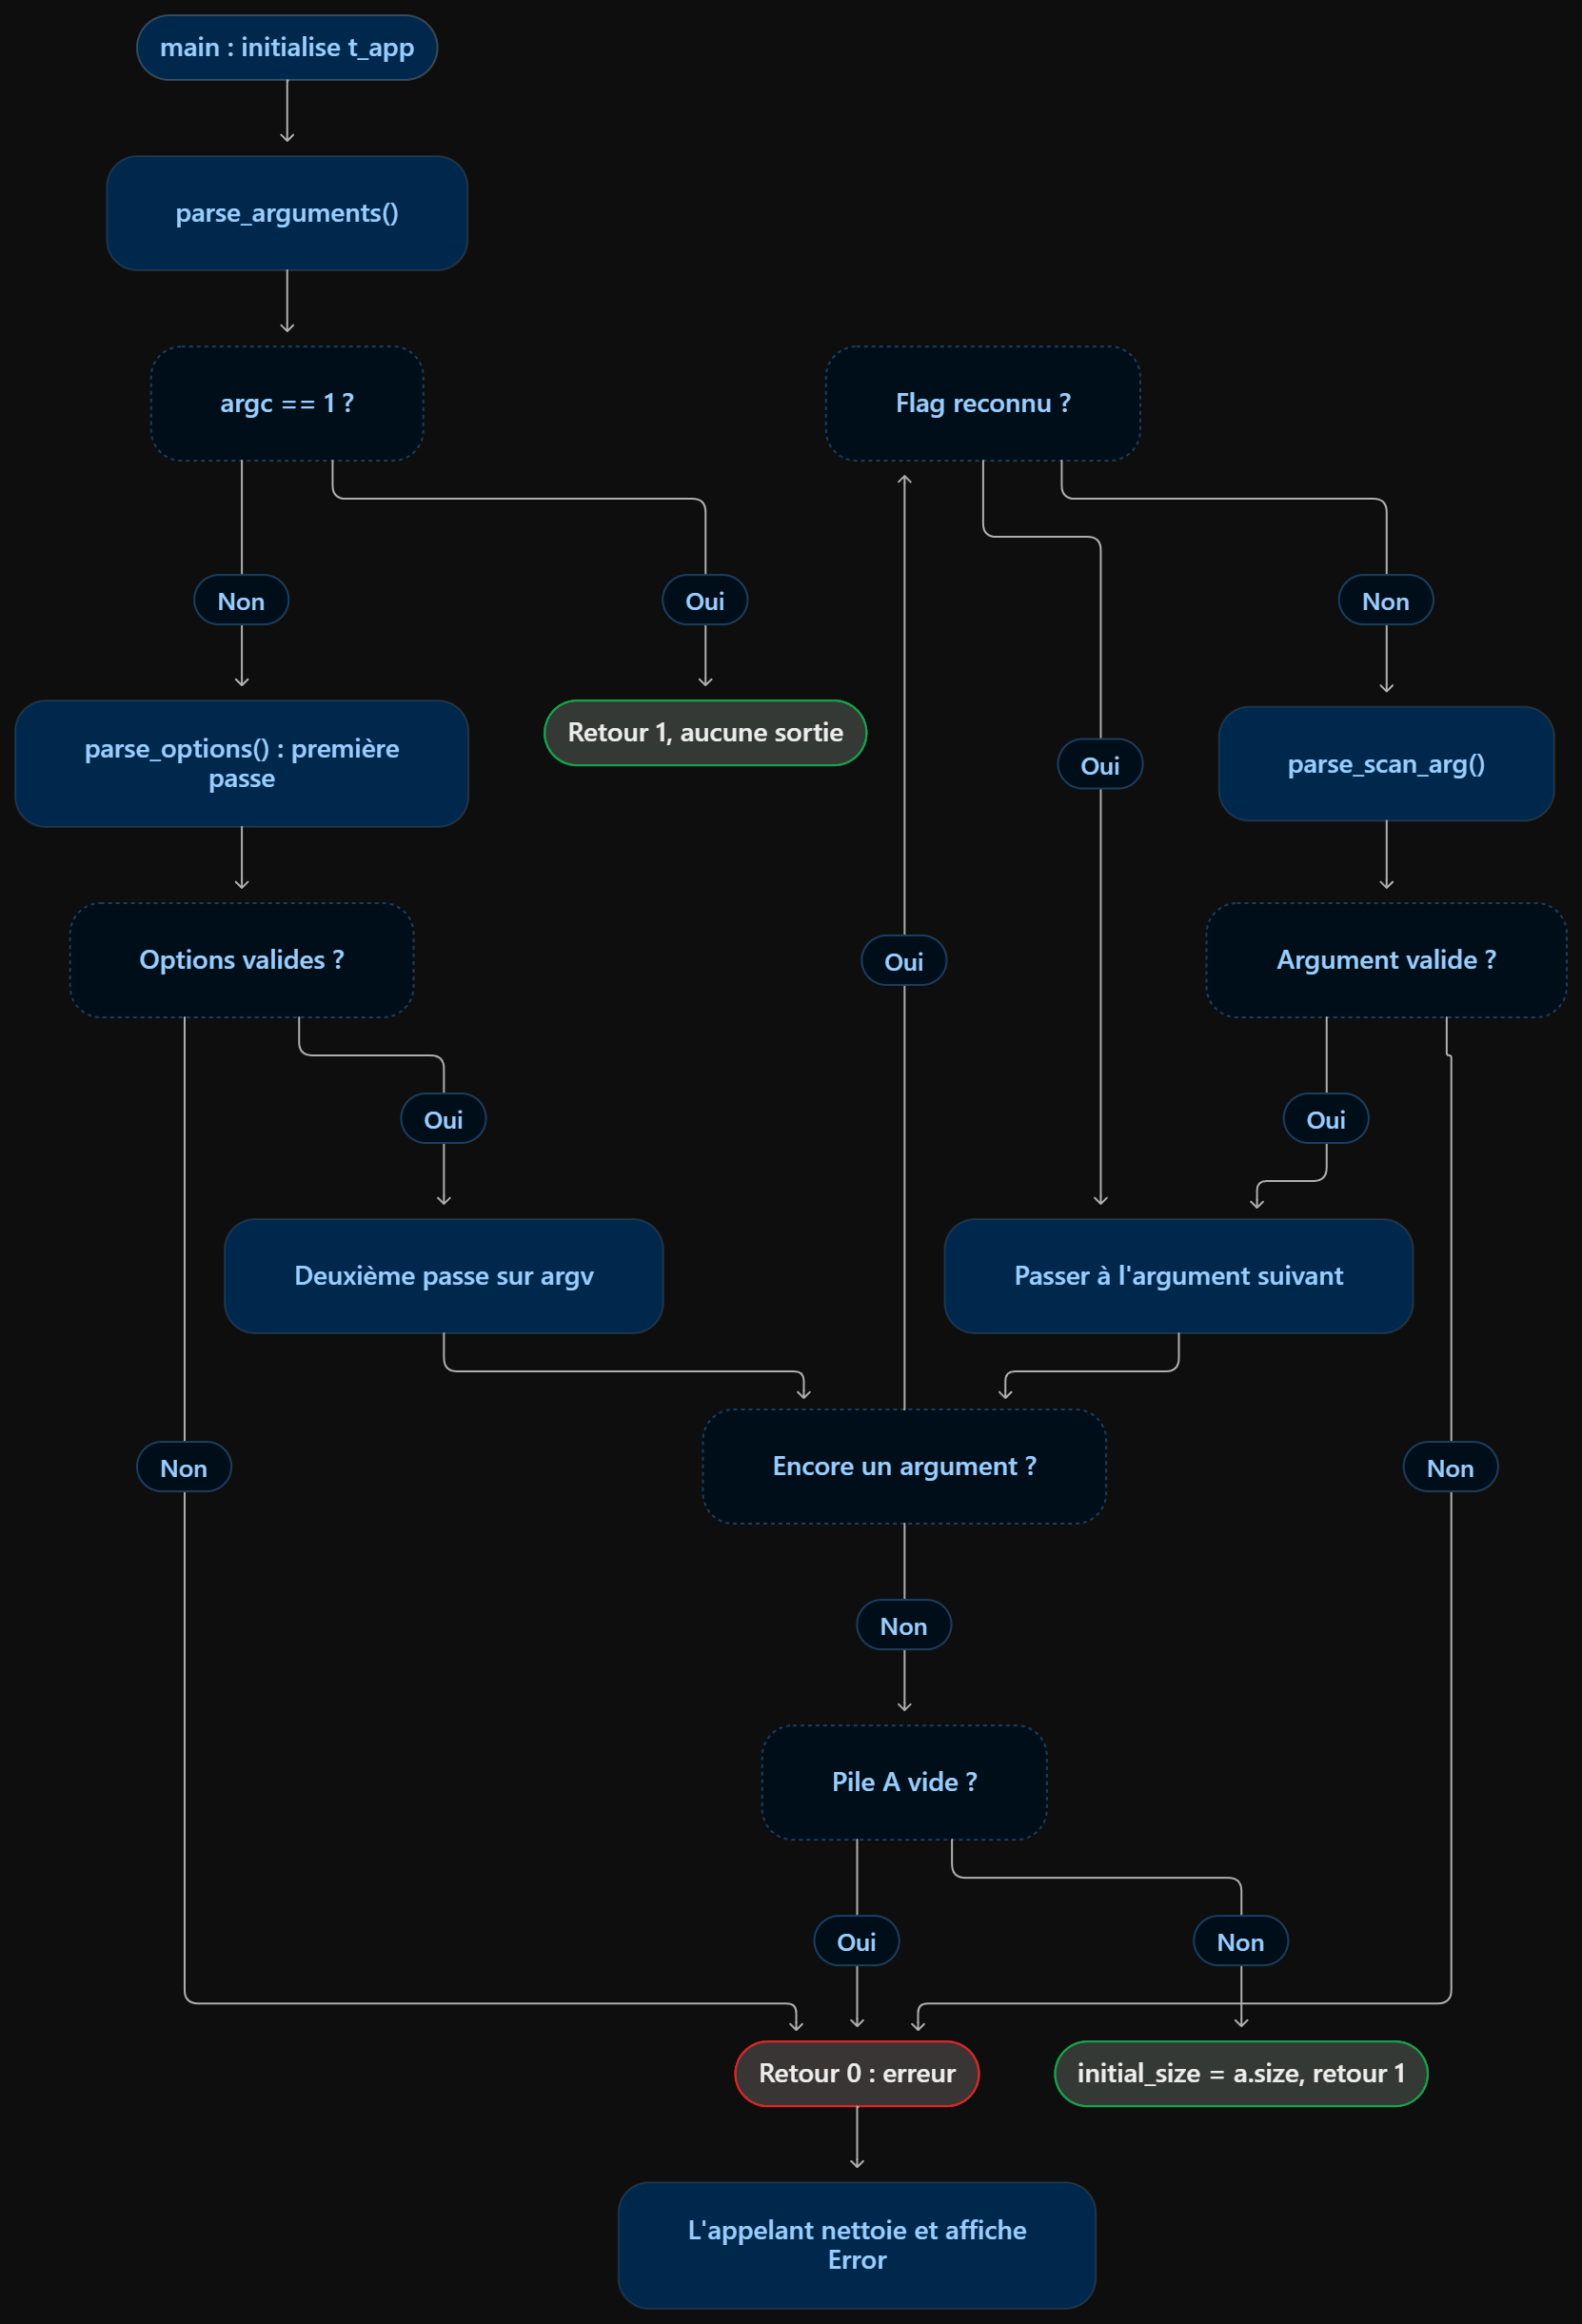 main : initialise t_app
parse_arguments()
argc == 1 ?
Flag reconnu ?
Non
Oui
Non
parse_options() : première
passe
Retour 1, aucune sortie
Oui
parse_scan_arg()
Options valides ?
Oui
Argument valide ?
Oui
Oui
Deuxième passe sur argv
Passer à l'argument suivant
Non
Encore un argument ?
Non
Non
Pile A vide ?
Oui
Non
Retour 0 : erreur
initial_size = a.size, retour 1
L'appelant nettoie et affiche
Error